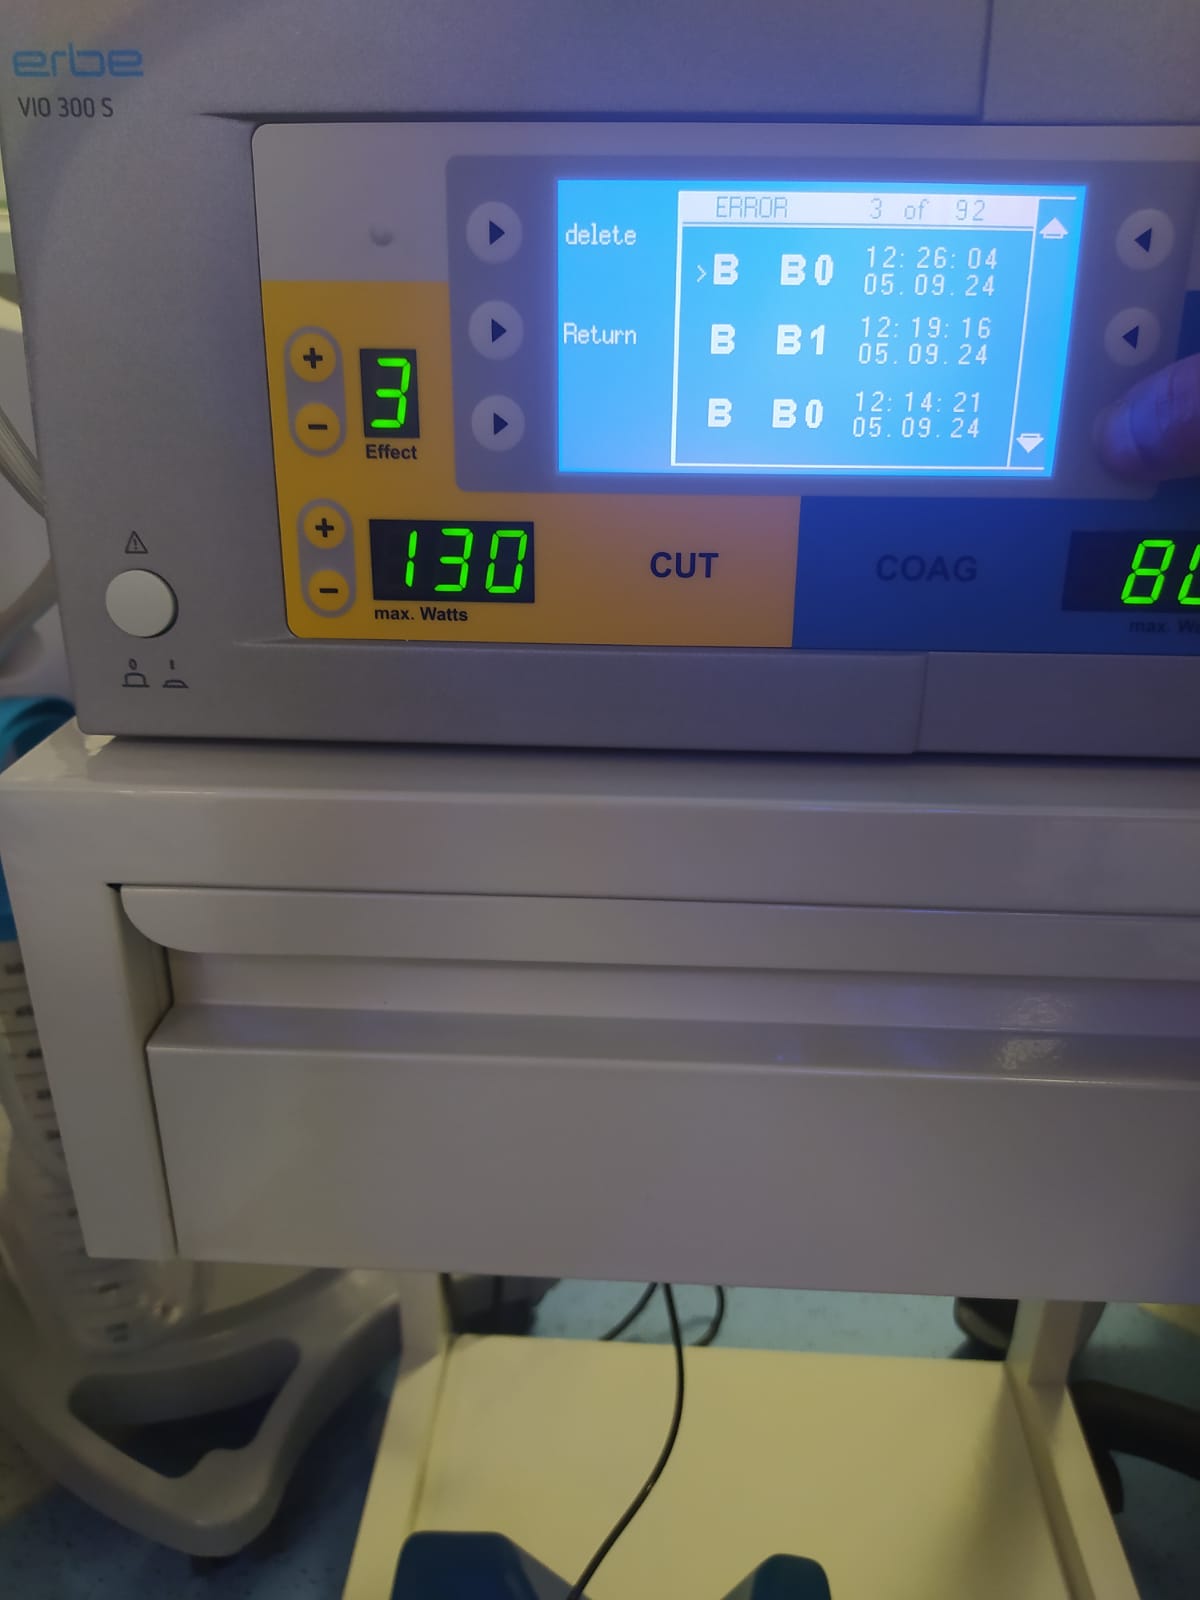 erbe
VIO 300 S
ERROR 3 of 92
delete
>B B0 12:26:04
05.09.24
Return
B B1 12:19:16
05.09.24
B B0 12:14:21
05.09.24
+
3
−
Effect
+
130
−
max. Watts
CUT
COAG
max.